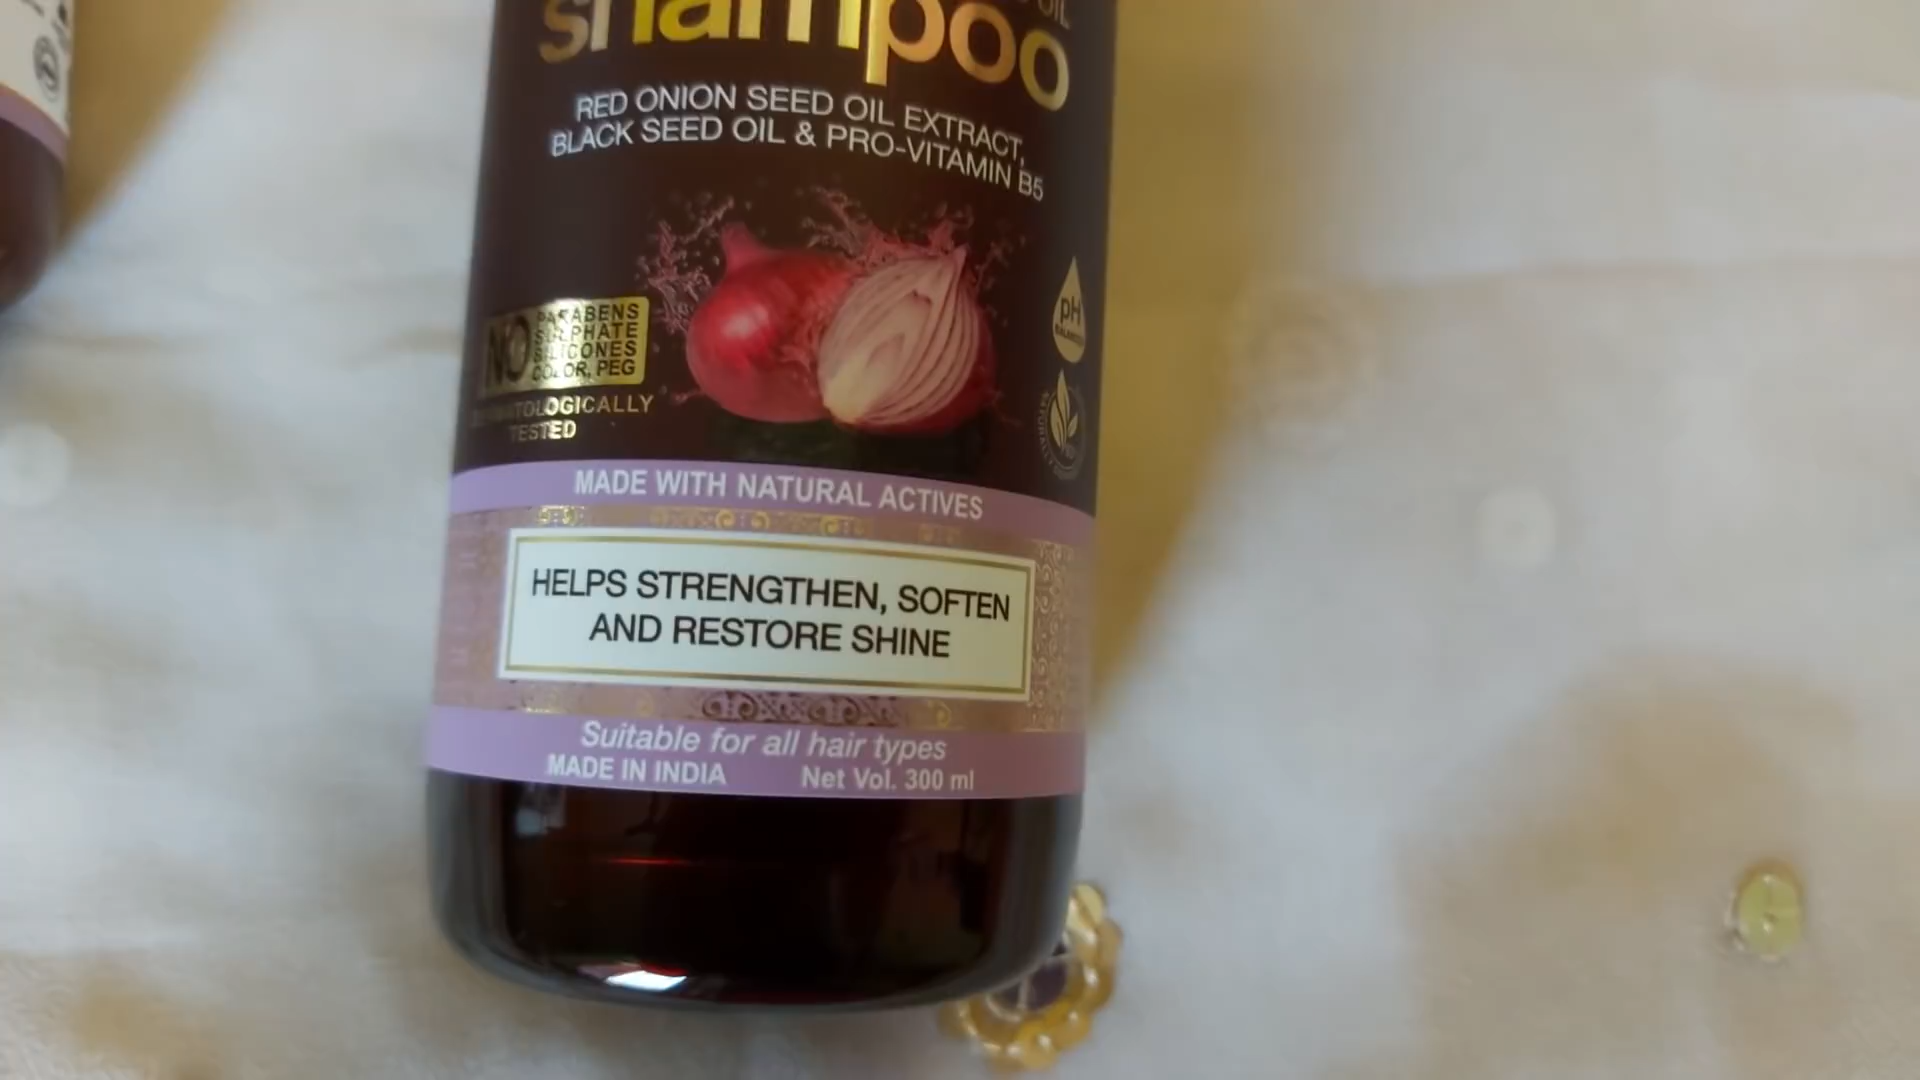 OIL
shampoo
RED ONION SEED OIL EXTRACT,
BLACK SEED OIL & PRO-VITAMIN B5
NO
PARABENS
SULPHATE
SILICONES
COLOR, PEG
DERMATOLOGICALLY
TESTED
pH
BALANCED
MADE WITH NATURAL ACTIVES
HELPS STRENGTHEN, SOFTEN
AND RESTORE SHINE
Suitable for all hair types
MADE IN INDIA Net Vol. 300 ml